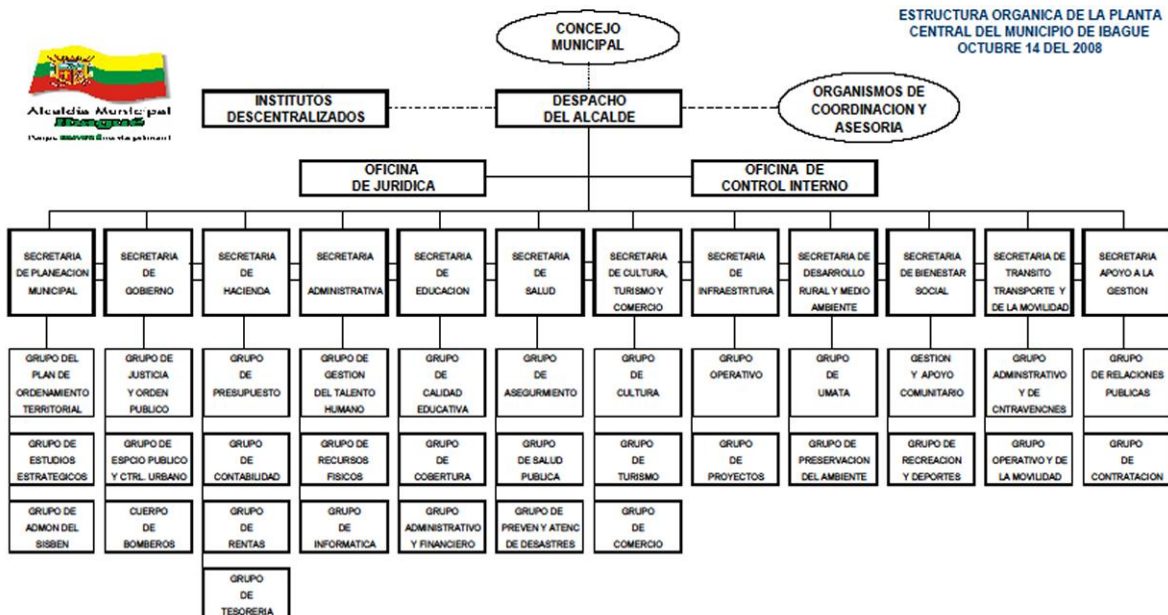 ESTRUCTURA ORGANICA DE LA PLANTA
CENTRAL DEL MUNICIPIO DE IBAGUE
OCTUBRE 14 DEL 2008
Alcaldía Municipal
Ibagué
CONCEJO
MUNICIPAL
INSTITUTOS
DESCENTRALIZADOS
DESPACHO
DEL ALCALDE
ORGANISMOS DE
COORDINACION Y
ASESORIA
OFICINA
DE JURIDICA
OFICINA DE
CONTROL INTERNO
SECRETARIA
DE PLANEACION
MUNICIPAL
SECRETARIA
DE
GOBIERNO
SECRETARIA
DE
HACIENDA
SECRETARIA
ADMINISTRATIVA
SECRETARIA
DE
EDUCACION
SECRETARIA
DE
SALUD
SECRETARIA
DE CULTURA,
TURISMO Y
COMERCIO
SECRETARIA
DE
INFRAESTRTURA
SECRETARIA DE
DESARROLLO
RURAL Y MEDIO
AMBIENTE
SECRETARIA
DE BIENESTAR
SOCIAL
SECRETARIA DE
TRANSITO
TRANSPORTE Y
DE LA MOVILIDAD
SECRETARIA
APOYO A LA
GESTION
GRUPO DEL
PLAN DE
ORDENAMIENTO
TERRITORIAL
GRUPO DE
JUSTICIA
Y ORDEN
PUBLICO
GRUPO
DE
PRESUPUESTO
GRUPO DE
GESTION
DEL TALENTO
HUMANO
GRUPO
DE
CALIDAD
EDUCATIVA
GRUPO
DE
ASEGURMIENTO
GRUPO
DE
CULTURA
GRUPO
OPERATIVO
GRUPO
DE
UMATA
GESTION
Y APOYO
COMUNITARIO
GRUPO
ADMINSTRATIVO
Y DE
CNTRAVENCNES
GRUPO
DE RELACIONES
PUBLICAS
GRUPO DE
ESTUDIOS
ESTRATEGICOS
GRUPO DE
ESPCIO PUBLICO
Y CTRL. URBANO
GRUPO
DE
CONTABILIDAD
GRUPO DE
RECURSOS
FISICOS
GRUPO
DE
COBERTURA
GRUPO
DE SALUD
PUBLICA
GRUPO
DE
TURISMO
GRUPO
DE
PROYECTOS
GRUPO DE
PRESERVACION
DEL AMBIENTE
GRUPO DE
RECREACION
Y DEPORTES
GRUPO
OPERATIVO Y DE
LA MOVILIDAD
GRUPO
DE
CONTRATACION
GRUPO DE
ADMON DEL
SISBEN
CUERPO
DE
BOMBEROS
GRUPO
DE
RENTAS
GRUPO
DE
INFORMATICA
GRUPO
ADMINISTRATIVO
Y FINANCIERO
GRUPO DE
PREVEN Y ATENC
DE DESASTRES
GRUPO
DE
COMERCIO
GRUPO
DE
TESORERIA